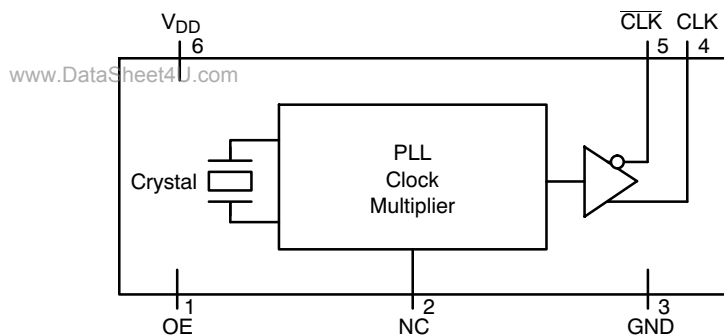 VDD
CLK CLK
6
5
4
www.DataSheet4U.com
Crystal
PLL
Clock
Multiplier
1
2
3
OE
NC
GND